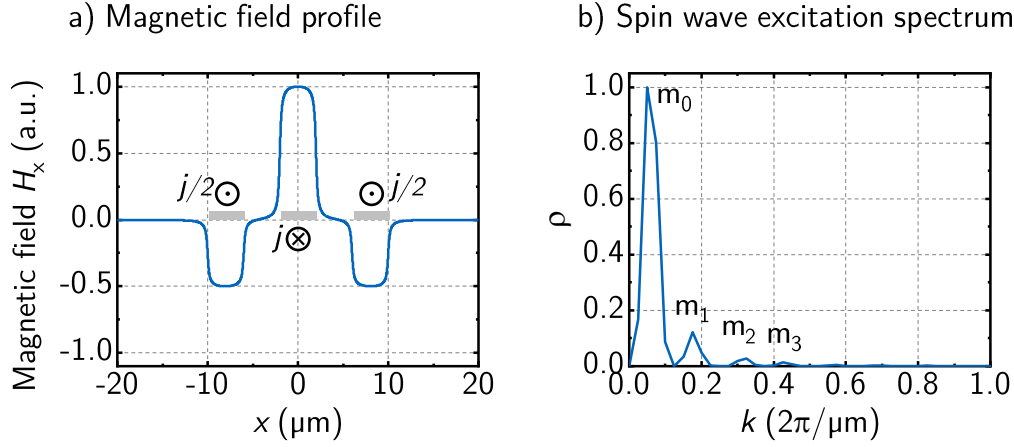 a) Magnetic field profile
Magnetic field Hₓ (a.u.)
1.0
0.5
0.0
-0.5
-1.0
j/2
j/2
j
-20
-10
0
10
20
x (μm)
b) Spin wave excitation spectrum
ρ
1.0
0.8
0.6
0.4
0.2
0.0
m₀
m₁
m₂
m₃
0.0
0.2
0.4
0.6
0.8
1.0
k (2π/μm)